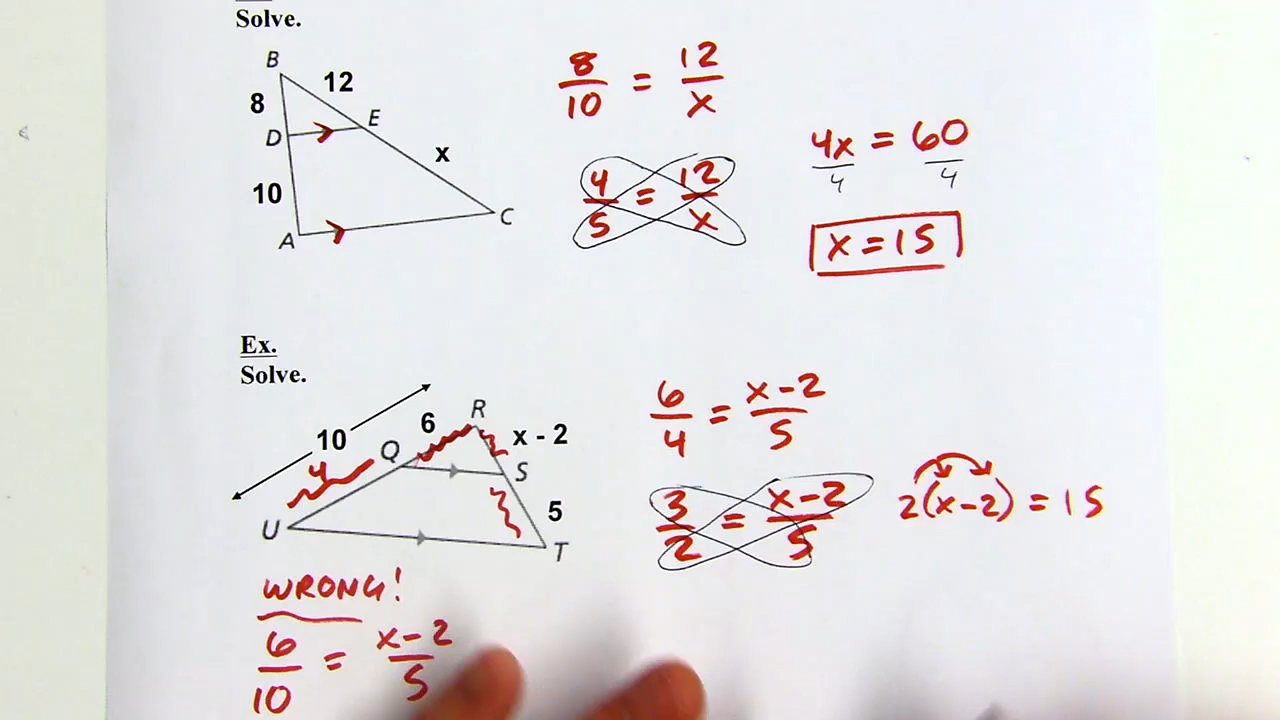 Solve.
B
12
8
D
E
x
10
A
C
8/10 = 12/x
4/5 = 12/x
4x/4 = 60/4
x = 15
Ex.
Solve.
10
4
Q
6
R
x - 2
S
5
U
T
6/4 = x-2/5
3/2 = x-2/5
2(x-2) = 15
WRONG!
6/10 = x-2/5